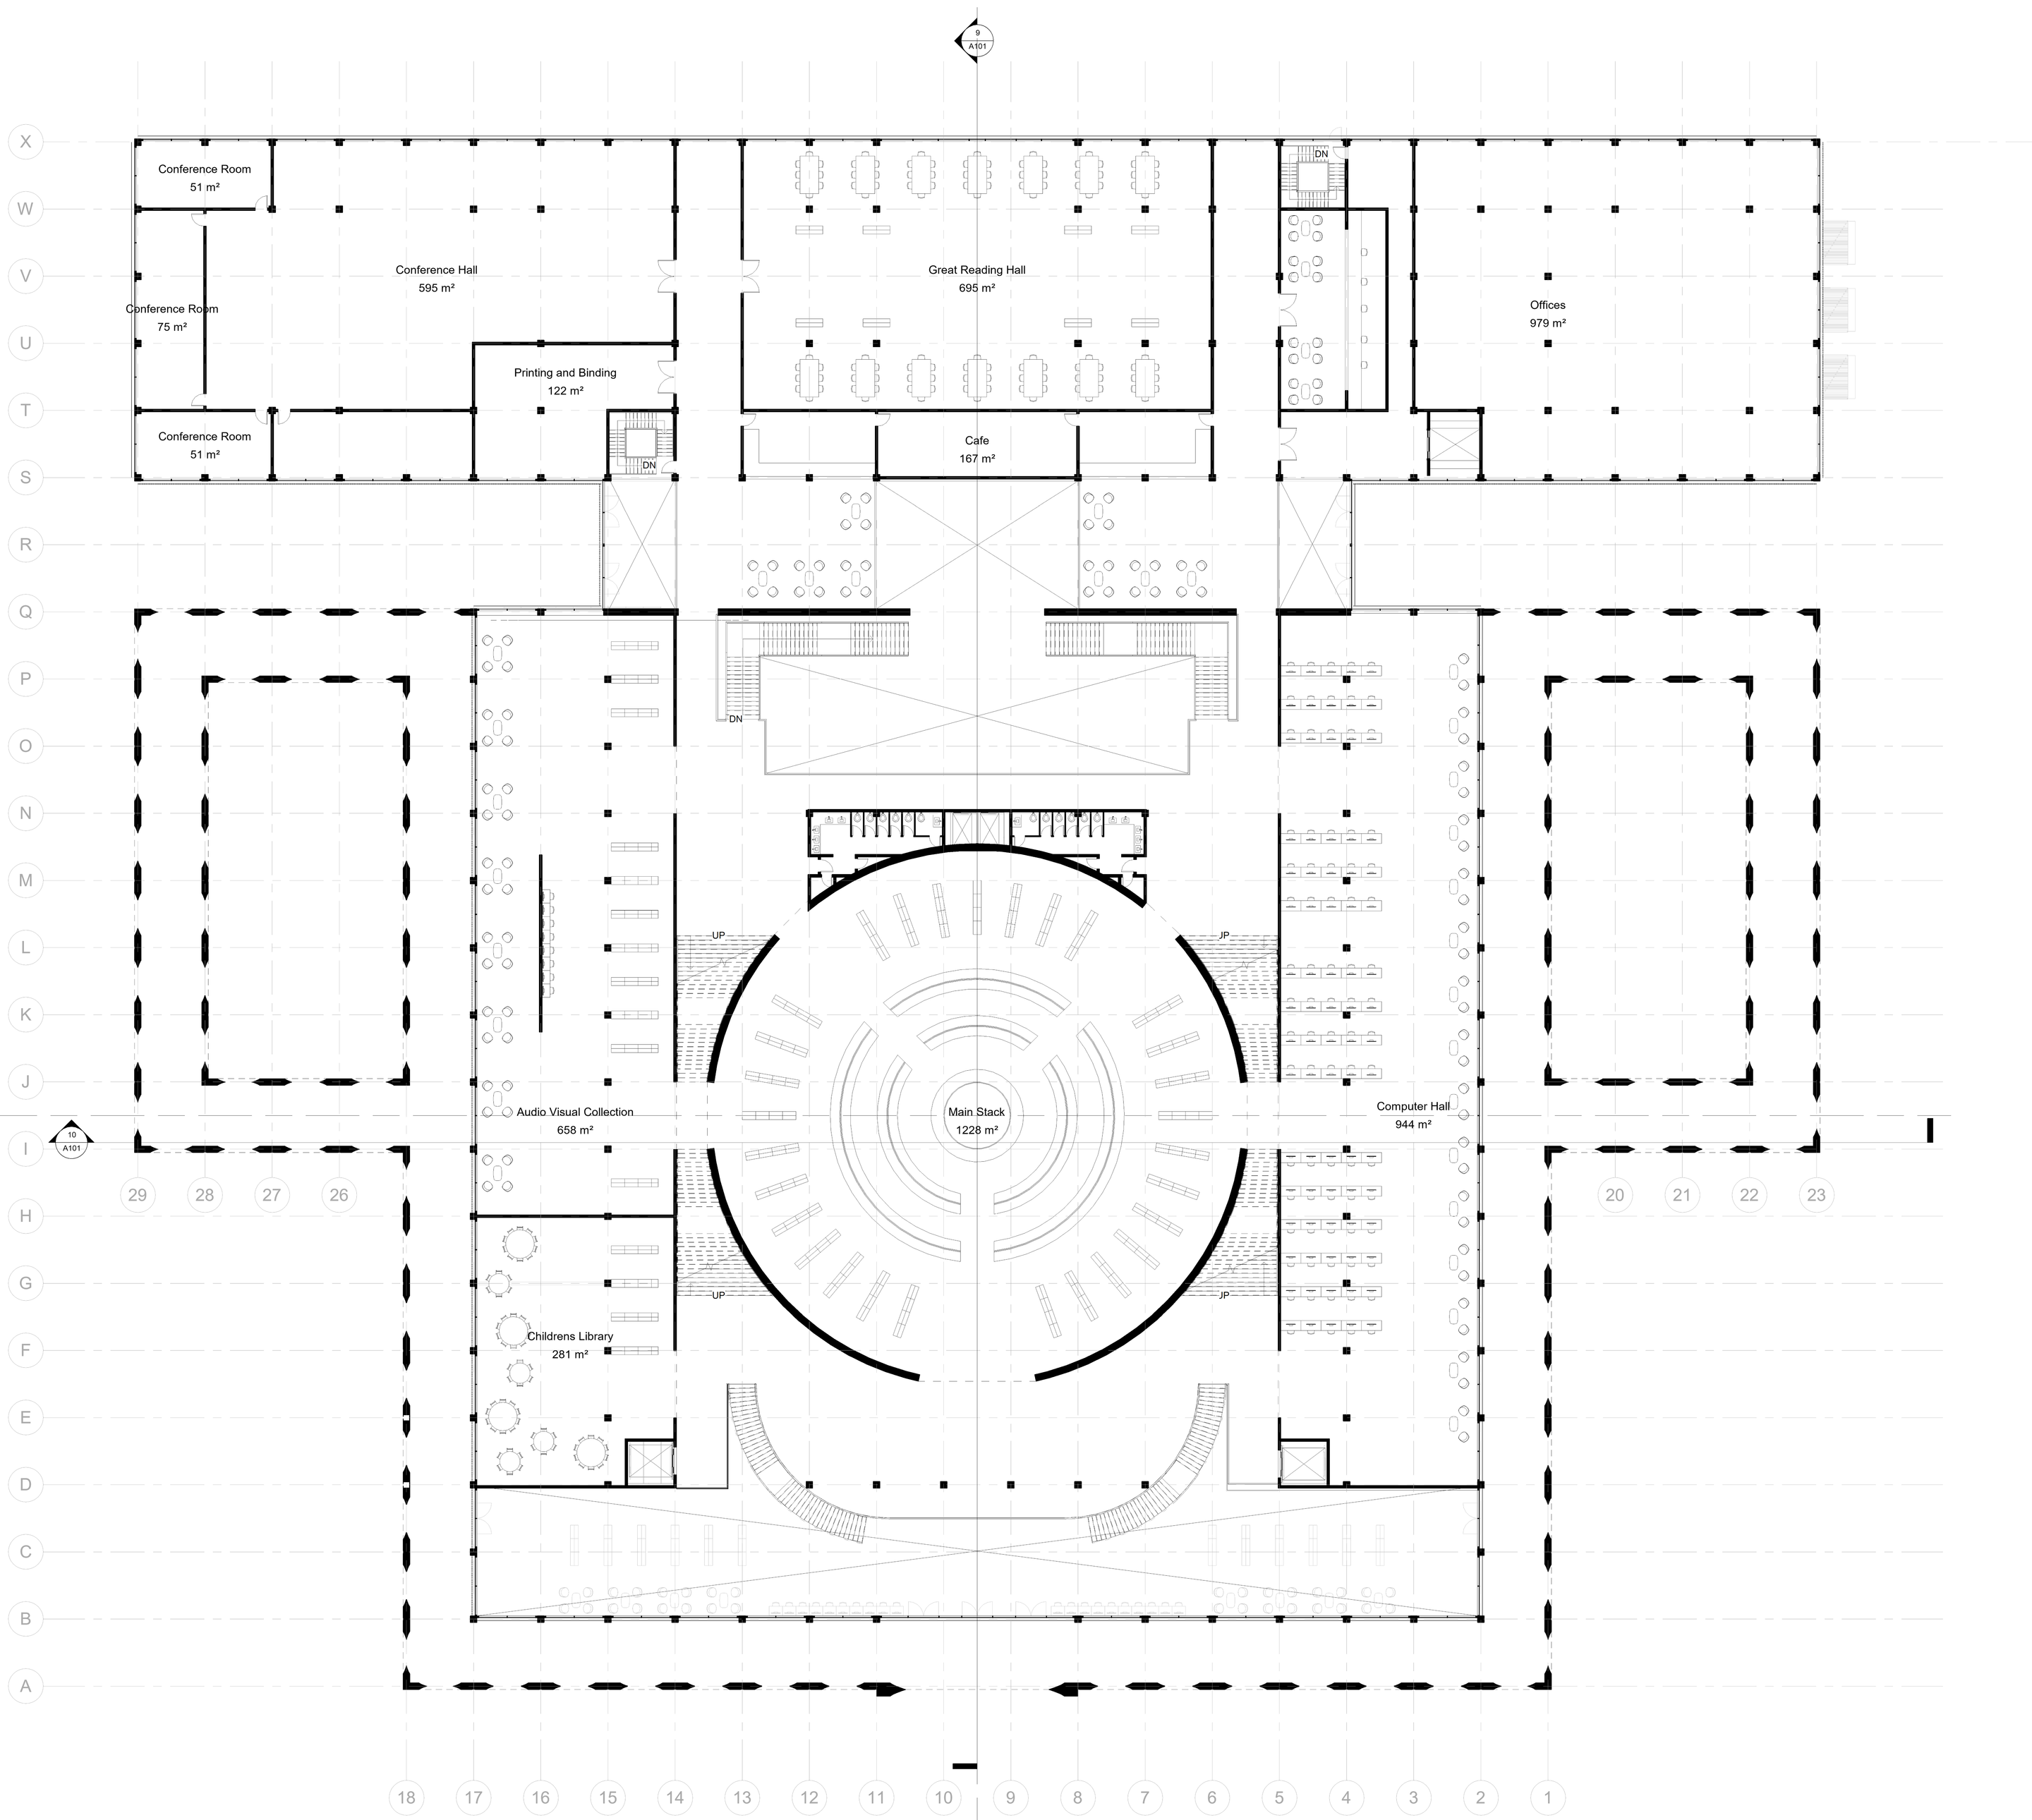 9
A101
X
Conference Room
51 m²
DN
W
V
Conference Hall
595 m²
Great Reading Hall
695 m²
Conference Room
75 m²
Offices
979 m²
U
Printing and Binding
122 m²
T
Conference Room
51 m²
Cafe
167 m²
DN
S
R
Q
P
DN
O
N
M
L
UP
JP
K
J
Audio Visual Collection
658 m²
Main Stack
1228 m²
Computer Hall
944 m²
10
A101
I
29
28
27
26
20
21
22
23
H
G
UP
JP
Childrens Library
281 m²
F
E
D
C
B
A
18
17
16
15
14
13
12
11
10
9
8
7
6
5
4
3
2
1